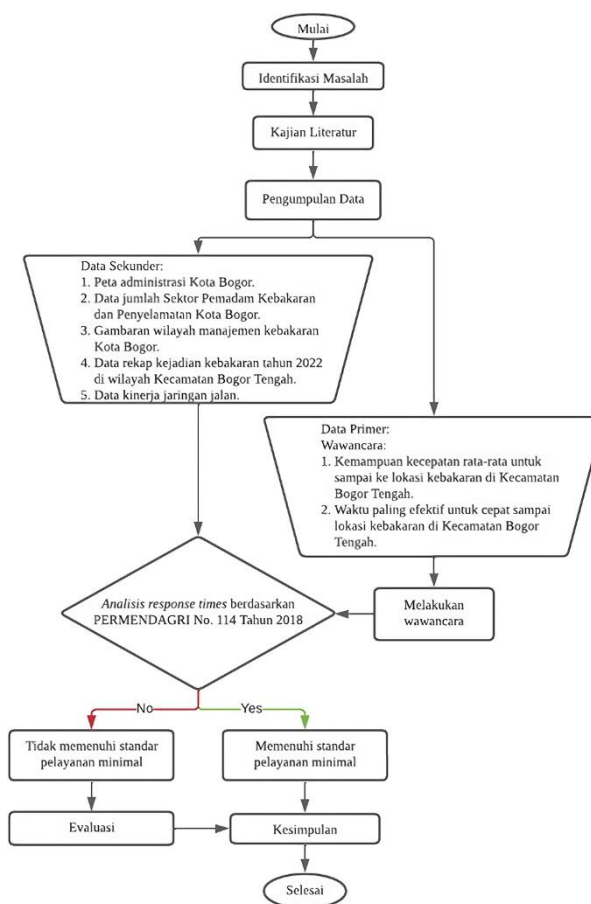 Mulai
Identifikasi Masalah
Kajian Literatur
Pengumpulan Data
Data Sekunder:
1. Peta administrasi Kota Bogor.
2. Data jumlah Sektor Pemadam Kebakaran
dan Penyelamatan Kota Bogor.
3. Gambaran wilayah manajemen kebakaran
Kota Bogor.
4. Data rekap kejadian kebakaran tahun 2022
di wilayah Kecamatan Bogor Tengah.
5. Data kinerja jaringan jalan.
Data Primer:
Wawancara:
1. Kemampuan kecepatan rata-rata untuk
sampai ke lokasi kebakaran di Kecamatan
Bogor Tengah.
2. Waktu paling efektif untuk cepat sampai
lokasi kebakaran di Kecamatan Bogor
Tengah.
Melakukan
wawancara
Analisis response times berdasarkan
PERMENDAGRI No. 114 Tahun 2018
No
Yes
Tidak memenuhi standar
pelayanan minimal
Memenuhi standar
pelayanan minimal
Evaluasi
Kesimpulan
Selesai